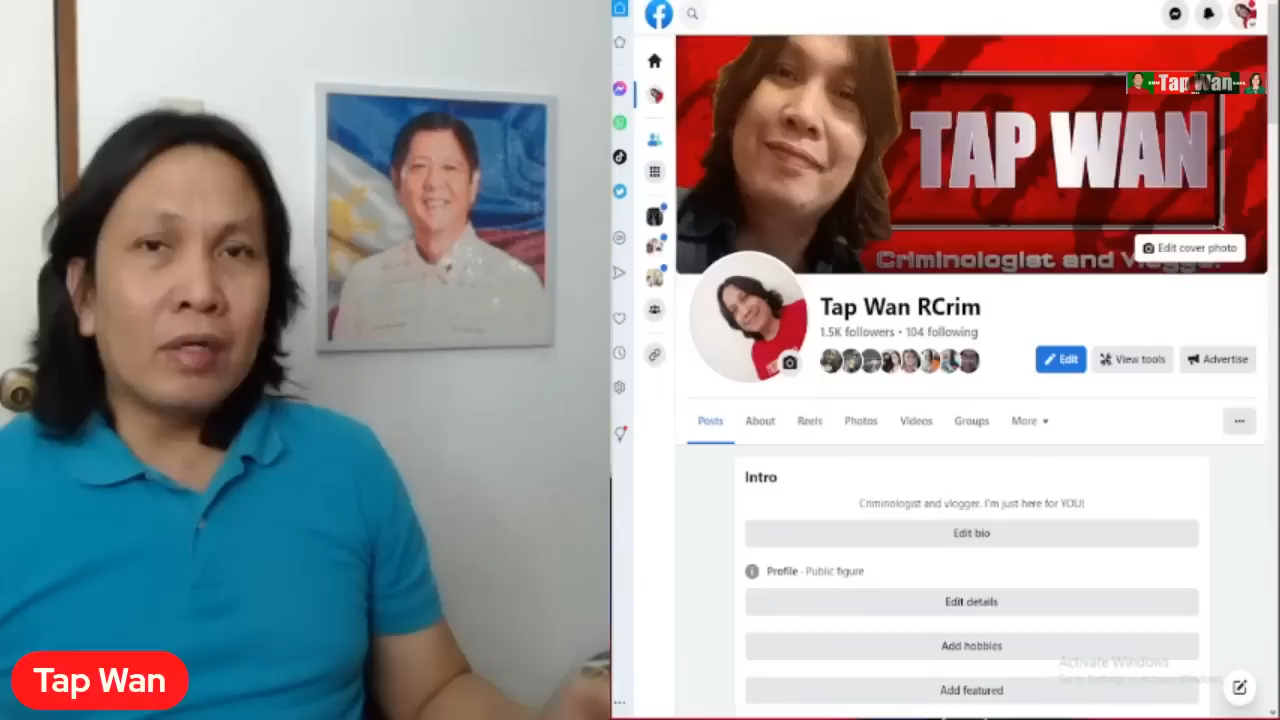 Tap Wan
TAP WAN
Tap Wan
Edit cover photo
Criminologist and Vlogger
Tap Wan RCrim
1.5K followers • 104 following
Edit
View tools
Advertise
Posts
About
Reels
Photos
Videos
Groups
More
Intro
Criminologist and vlogger. I'm just here for YOU!
Edit bio
Profile · Public figure
Edit details
Add hobbies
Activate Windows
Add featured